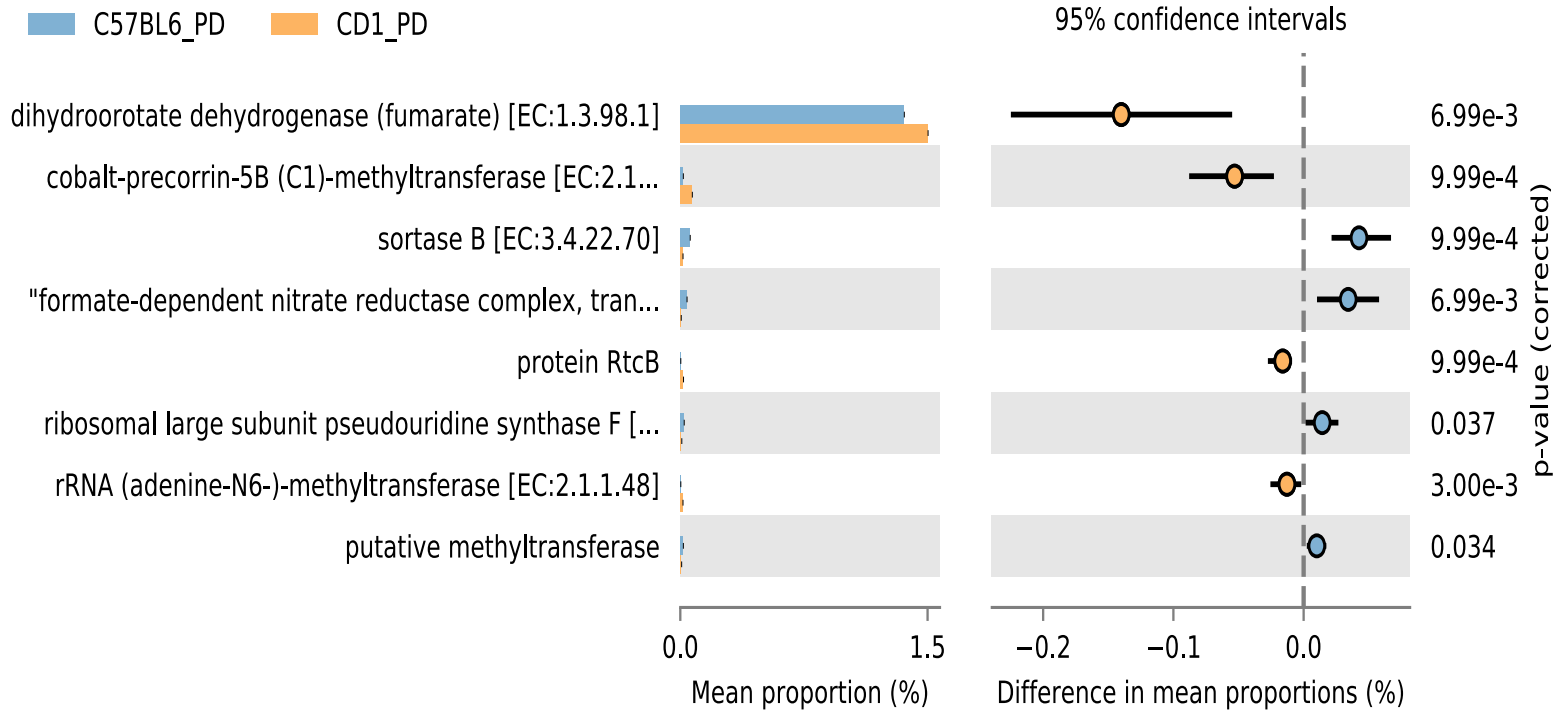 C57BL6_PD CD1_PD
95% confidence intervals
dihydroorotate dehydrogenase (fumarate) [EC:1.3.98.1] 6.99e-3
cobalt-precorrin-5B (C1)-methyltransferase [EC:2.1... 9.99e-4
sortase B [EC:3.4.22.70] 9.99e-4
"formate-dependent nitrate reductase complex, tran... 6.99e-3
protein RtcB 9.99e-4
ribosomal large subunit pseudouridine synthase F [... 0.037
rRNA (adenine-N6-)-methyltransferase [EC:2.1.1.48] 3.00e-3
putative methyltransferase 0.034
p-value (corrected)
0.0 1.5 −0.2 −0.1 0.0
Mean proportion (%) Difference in mean proportions (%)